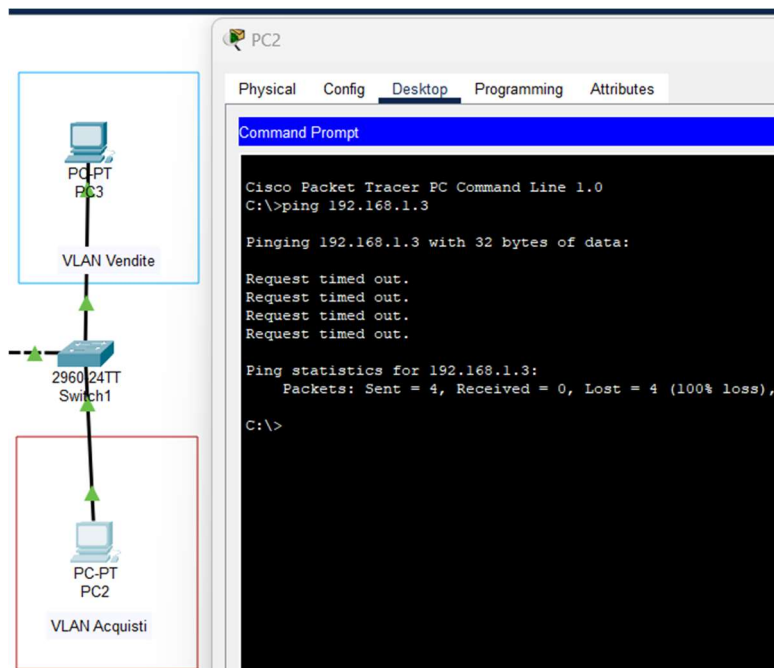 PC2
Physical Config Desktop Programming Attributes
Command Prompt
Cisco Packet Tracer PC Command Line 1.0
C:\>ping 192.168.1.3
Pinging 192.168.1.3 with 32 bytes of data:
Request timed out.
Request timed out.
Request timed out.
Request timed out.
Ping statistics for 192.168.1.3:
Packets: Sent = 4, Received = 0, Lost = 4 (100% loss),
C:\>
PC-PT
PC3
VLAN Vendite
2960-24TT
Switch1
PC-PT
PC2
VLAN Acquisti